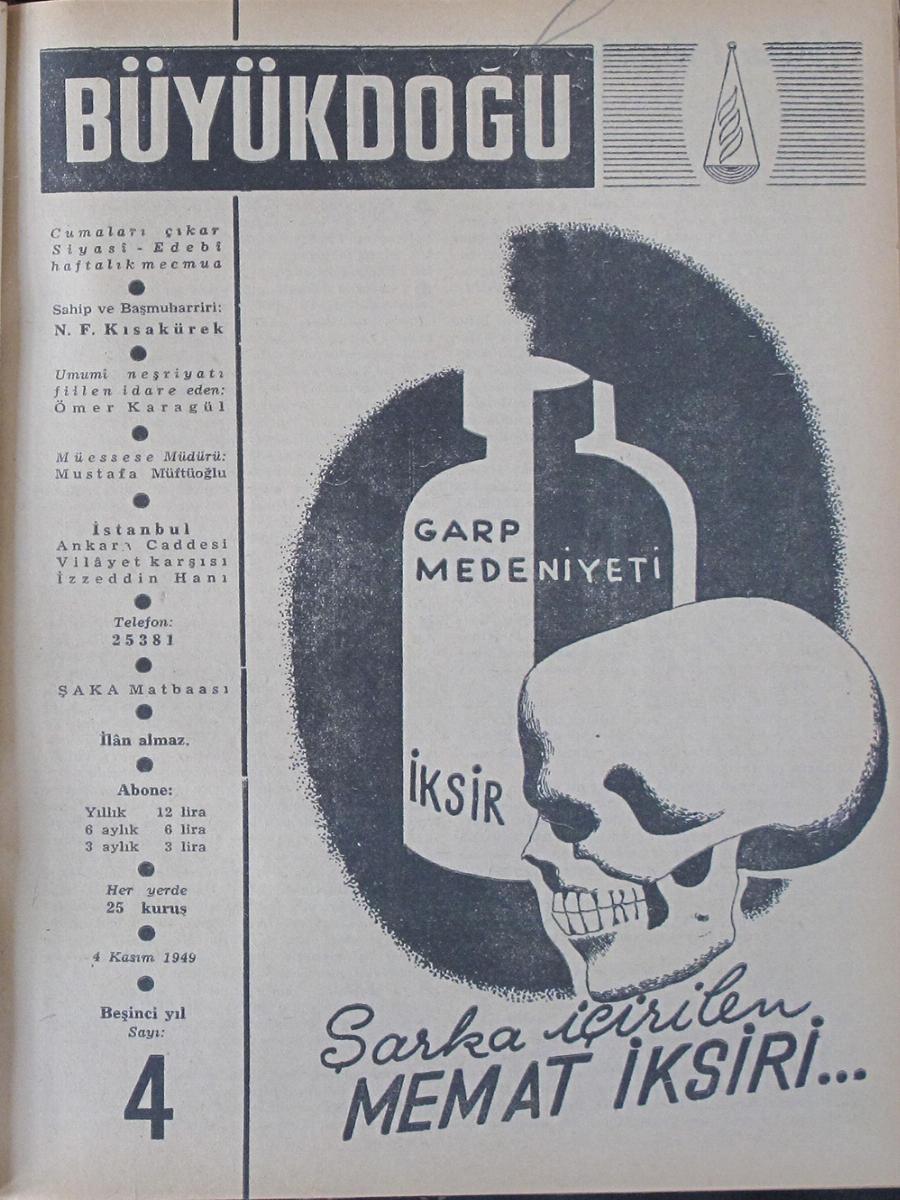 BÜYÜKDOĞU
Cumaları çıkar
Siyasî - Edebî
haftalık mecmua
Sahip ve Başmuharriri:
N. F. Kısakürek
Umumî neşriyatı
fiilen idare eden:
Ömer Karagül
Müessese Müdürü:
Mustafa Müftüoğlu
İstanbul
Ankara Caddesi
Vilâyet karşısı
İzzeddin Hanı
Telefon:
25381
ŞAKA Matbaası
İlân almaz.
Abone:
Yıllık 12 lira
6 aylık 6 lira
3 aylık 3 lira
Her yerde
25 kuruş
4 Kasım 1949
Beşinci yıl
Sayı:
4
GARP
MEDENİYETİ
İKSİR
Şarka içirilen
MEMAT İKSİRİ...